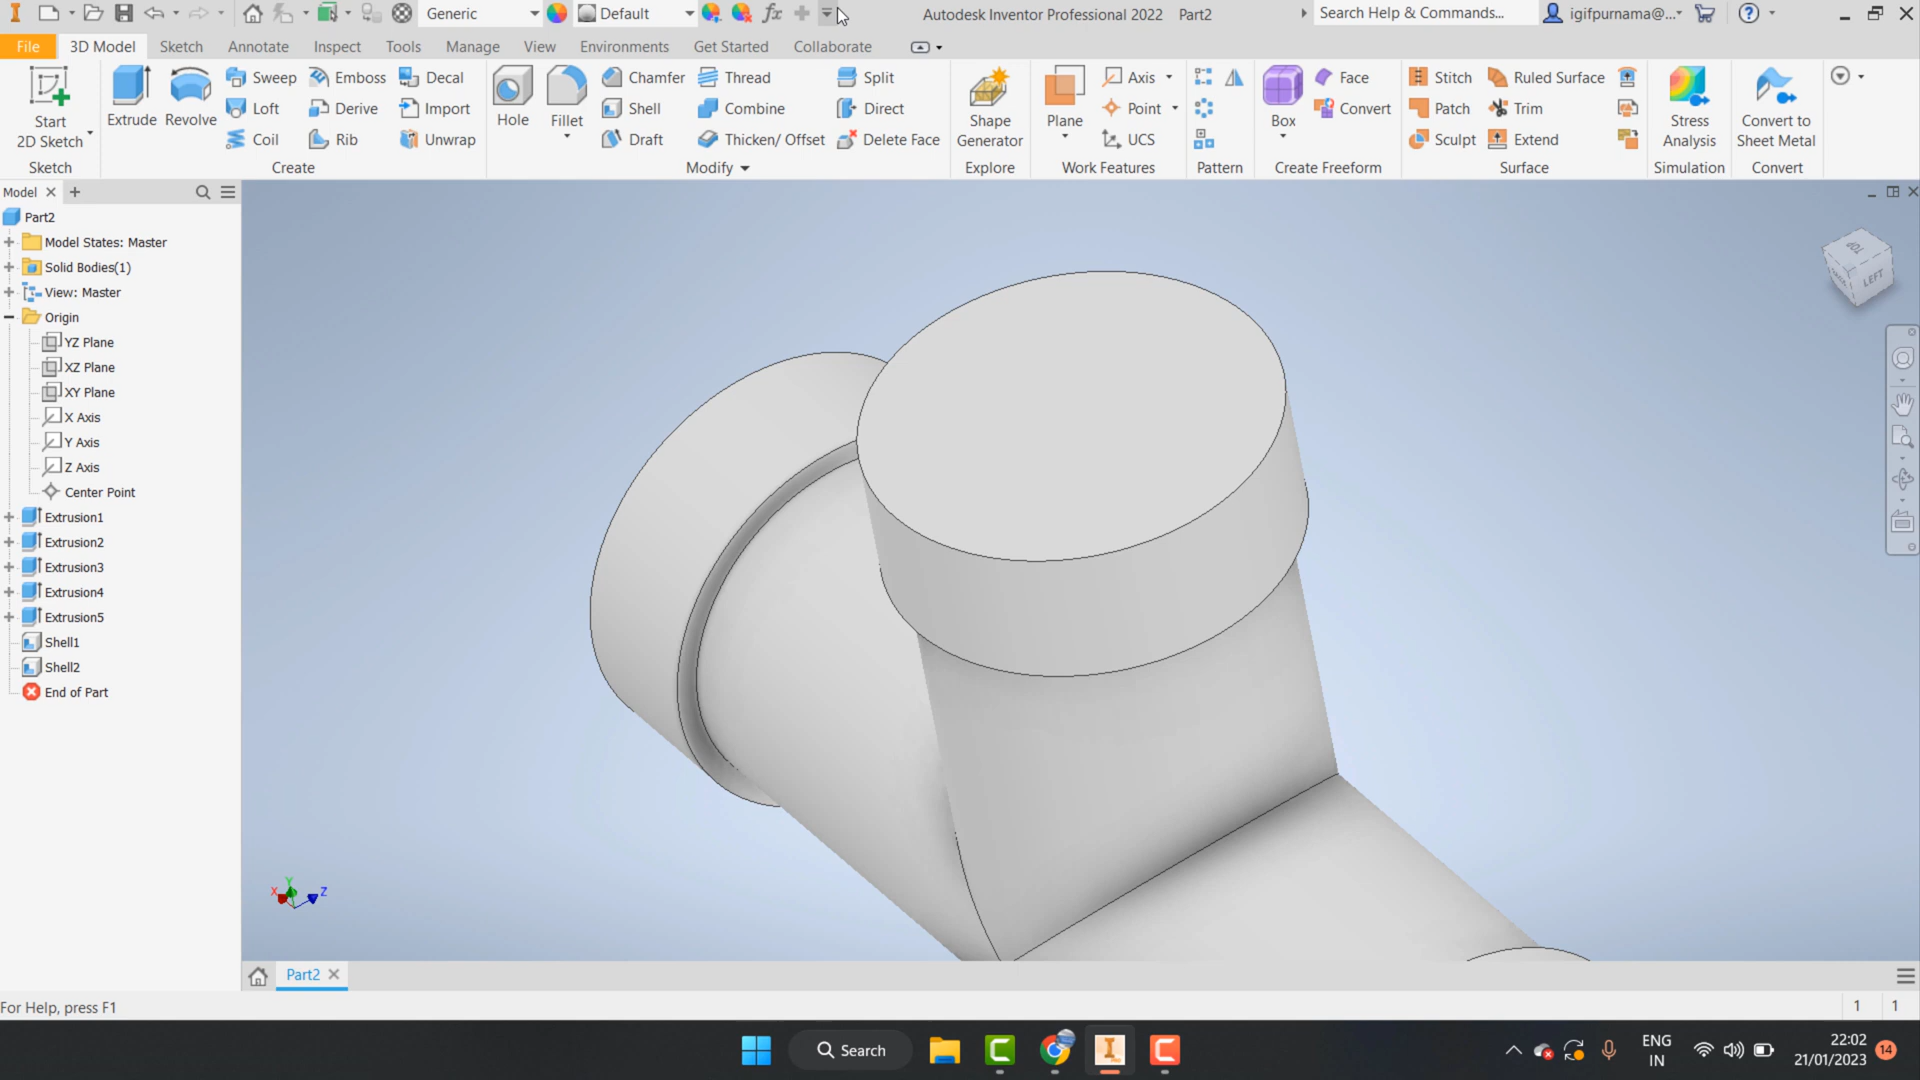 Generic
Default
Autodesk Inventor Professional 2022 Part2
Search Help & Commands...
igifpurnama@...
File
3D Model
Sketch
Annotate
Inspect
Tools
Manage
View
Environments
Get Started
Collaborate
Start
2D Sketch
Sketch
Extrude
Revolve
Sweep
Loft
Coil
Emboss
Derive
Rib
Decal
Import
Unwrap
Create
Hole
Fillet
Chamfer
Shell
Draft
Thread
Combine
Thicken/ Offset
Split
Direct
Delete Face
Modify
Shape
Generator
Explore
Plane
Axis
Point
UCS
Work Features
Pattern
Box
Face
Convert
Create Freeform
Stitch
Patch
Sculpt
Ruled Surface
Trim
Extend
Surface
Stress
Analysis
Simulation
Convert to
Sheet Metal
Convert
Model
Part2
Model States: Master
Solid Bodies(1)
View: Master
Origin
YZ Plane
XZ Plane
XY Plane
X Axis
Y Axis
Z Axis
Center Point
Extrusion1
Extrusion2
Extrusion3
Extrusion4
Extrusion5
Shell1
Shell2
End of Part
TOP
LEFT
X
Y
Z
Part2
For Help, press F1
1
1
Search
ENG
IN
22:02
21/01/2023
14